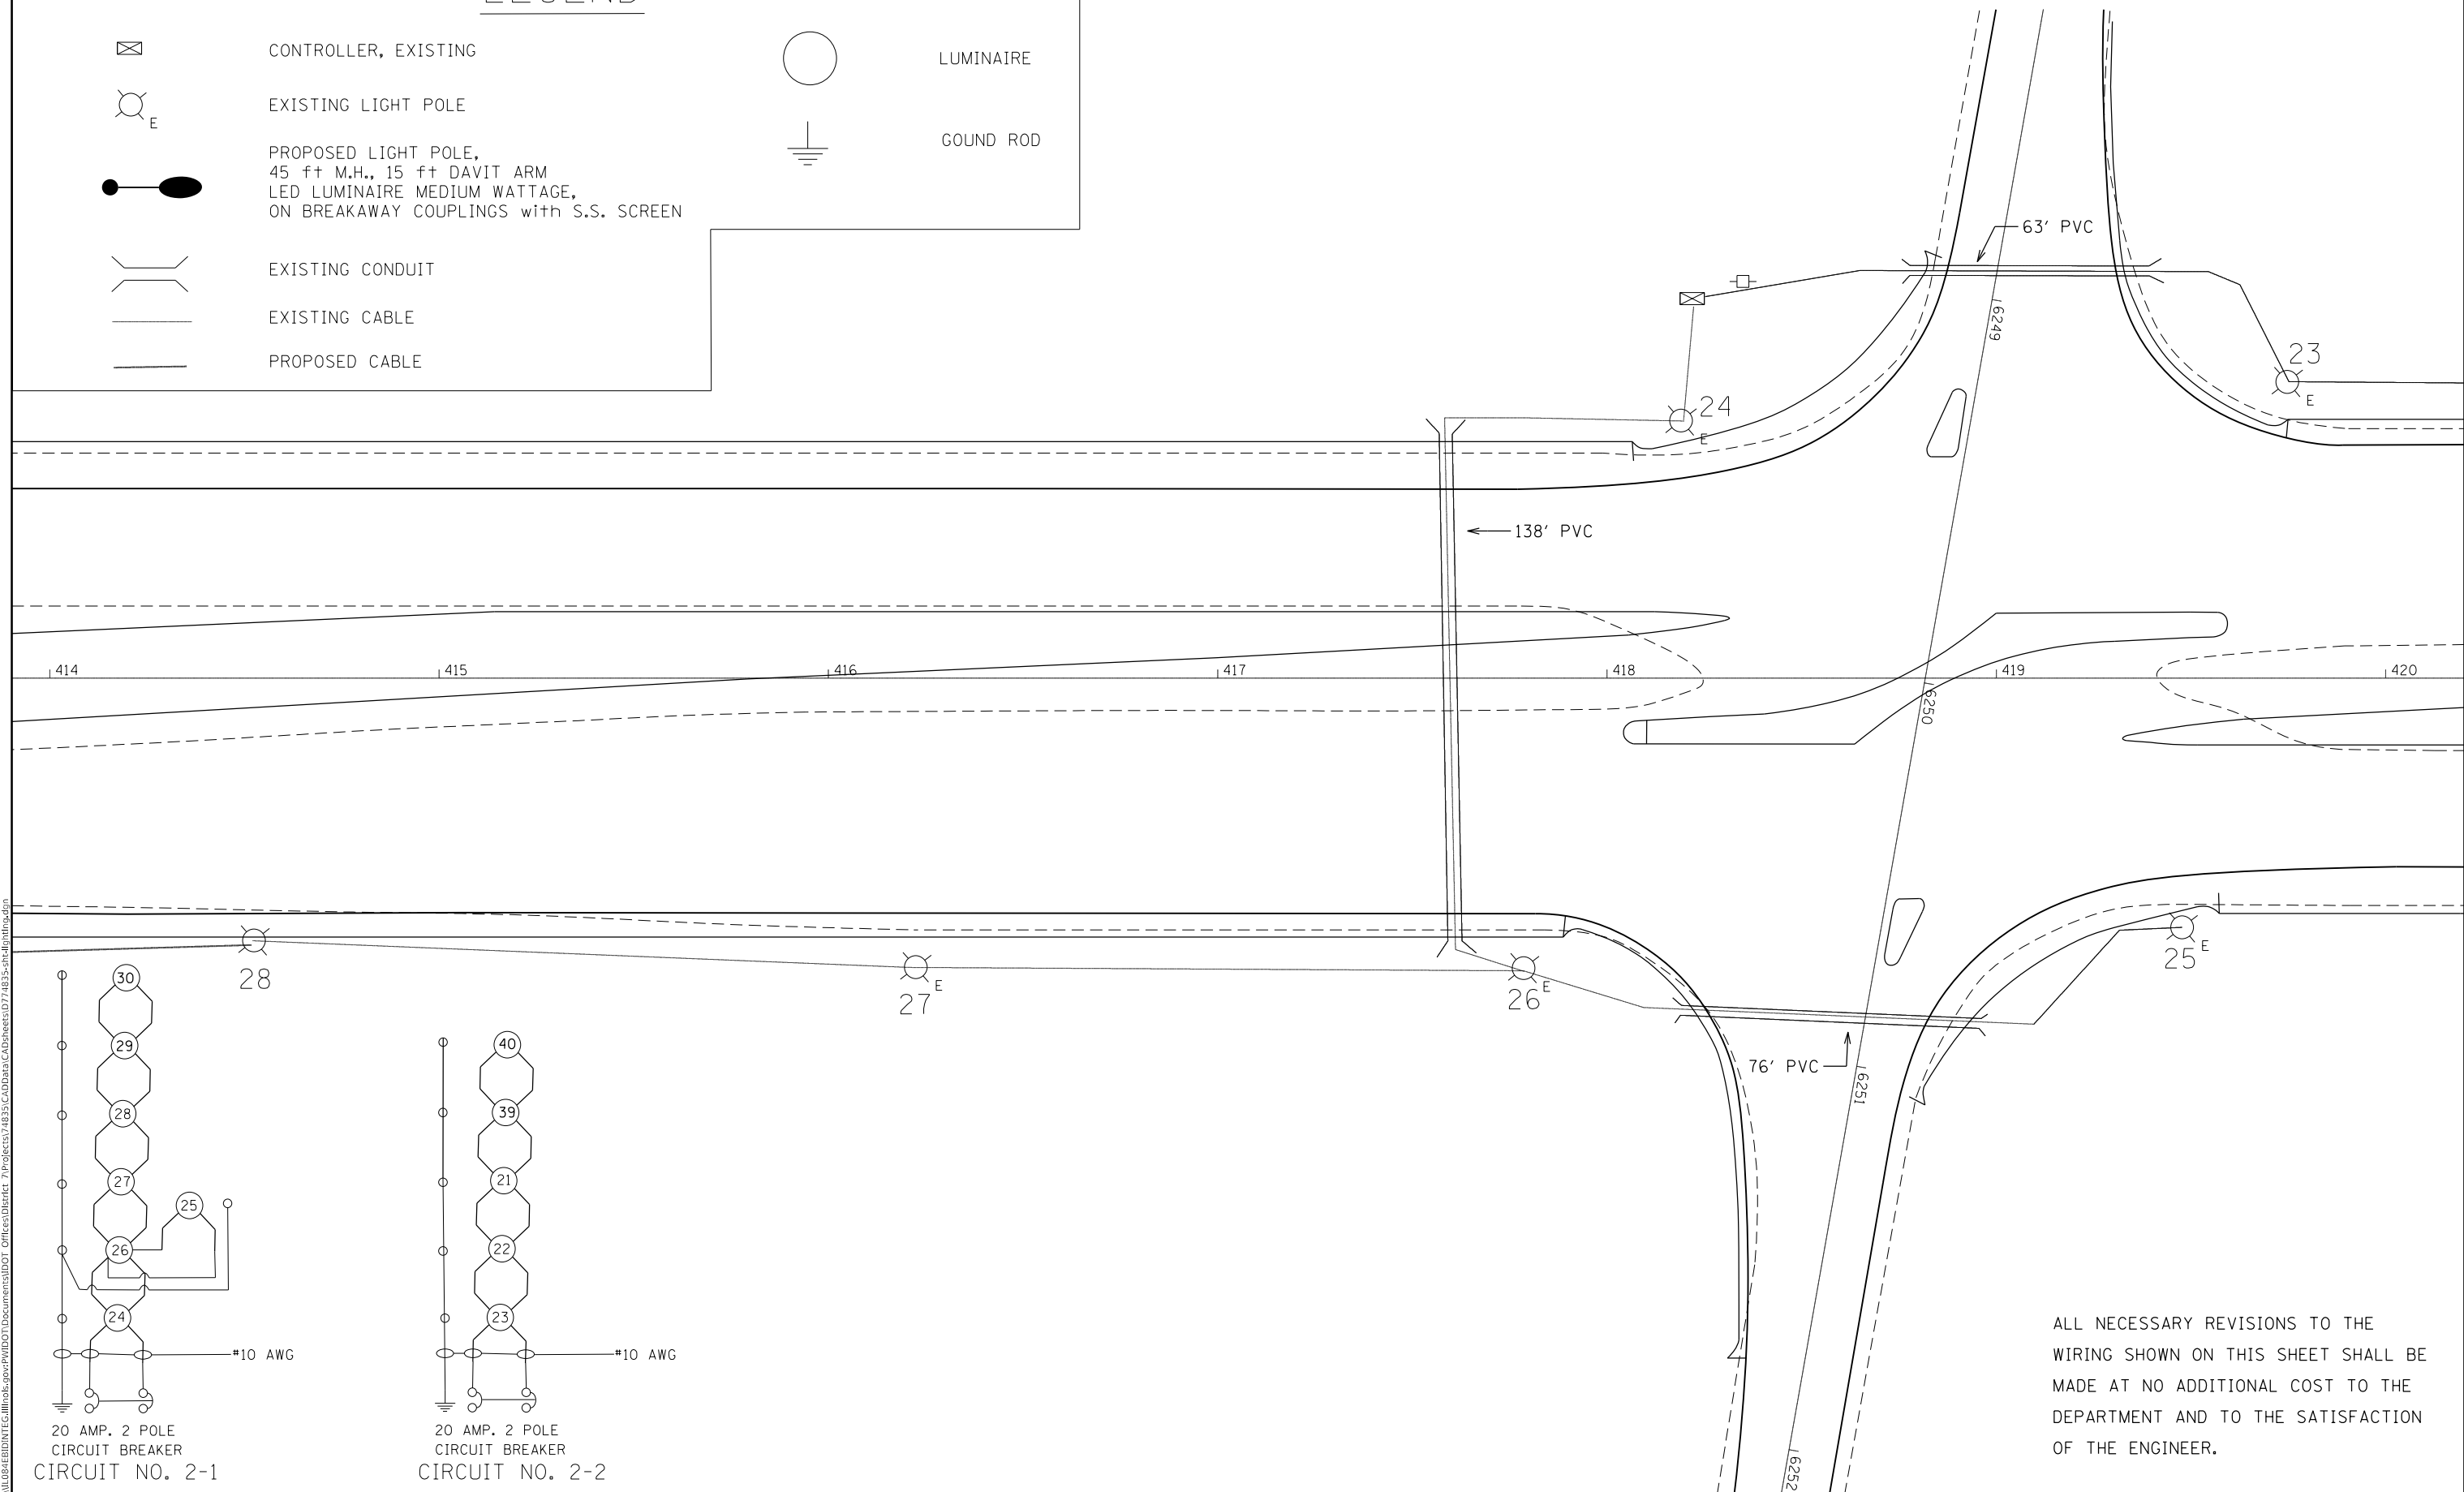 LEGEND
CONTROLLER, EXISTING
EXISTING LIGHT POLE
E
PROPOSED LIGHT POLE,
45 ft M.H., 15 ft DAVIT ARM
LED LUMINAIRE MEDIUM WATTAGE,
ON BREAKAWAY COUPLINGS with S.S. SCREEN
EXISTING CONDUIT
EXISTING CABLE
PROPOSED CABLE
LUMINAIRE
GOUND ROD
63' PVC
6249
23
E
24
E
138' PVC
414
415
416
417
418
419
420
6250
28
27
E
26
E
25
E
76' PVC
6251
6252
30
29
28
27
25
26
24
#10 AWG
20 AMP. 2 POLE
CIRCUIT BREAKER
CIRCUIT NO. 2-1
40
39
21
22
23
#10 AWG
20 AMP. 2 POLE
CIRCUIT BREAKER
CIRCUIT NO. 2-2
ALL NECESSARY REVISIONS TO THE
WIRING SHOWN ON THIS SHEET SHALL BE
MADE AT NO ADDITIONAL COST TO THE
DEPARTMENT AND TO THE SATISFACTION
OF THE ENGINEER.